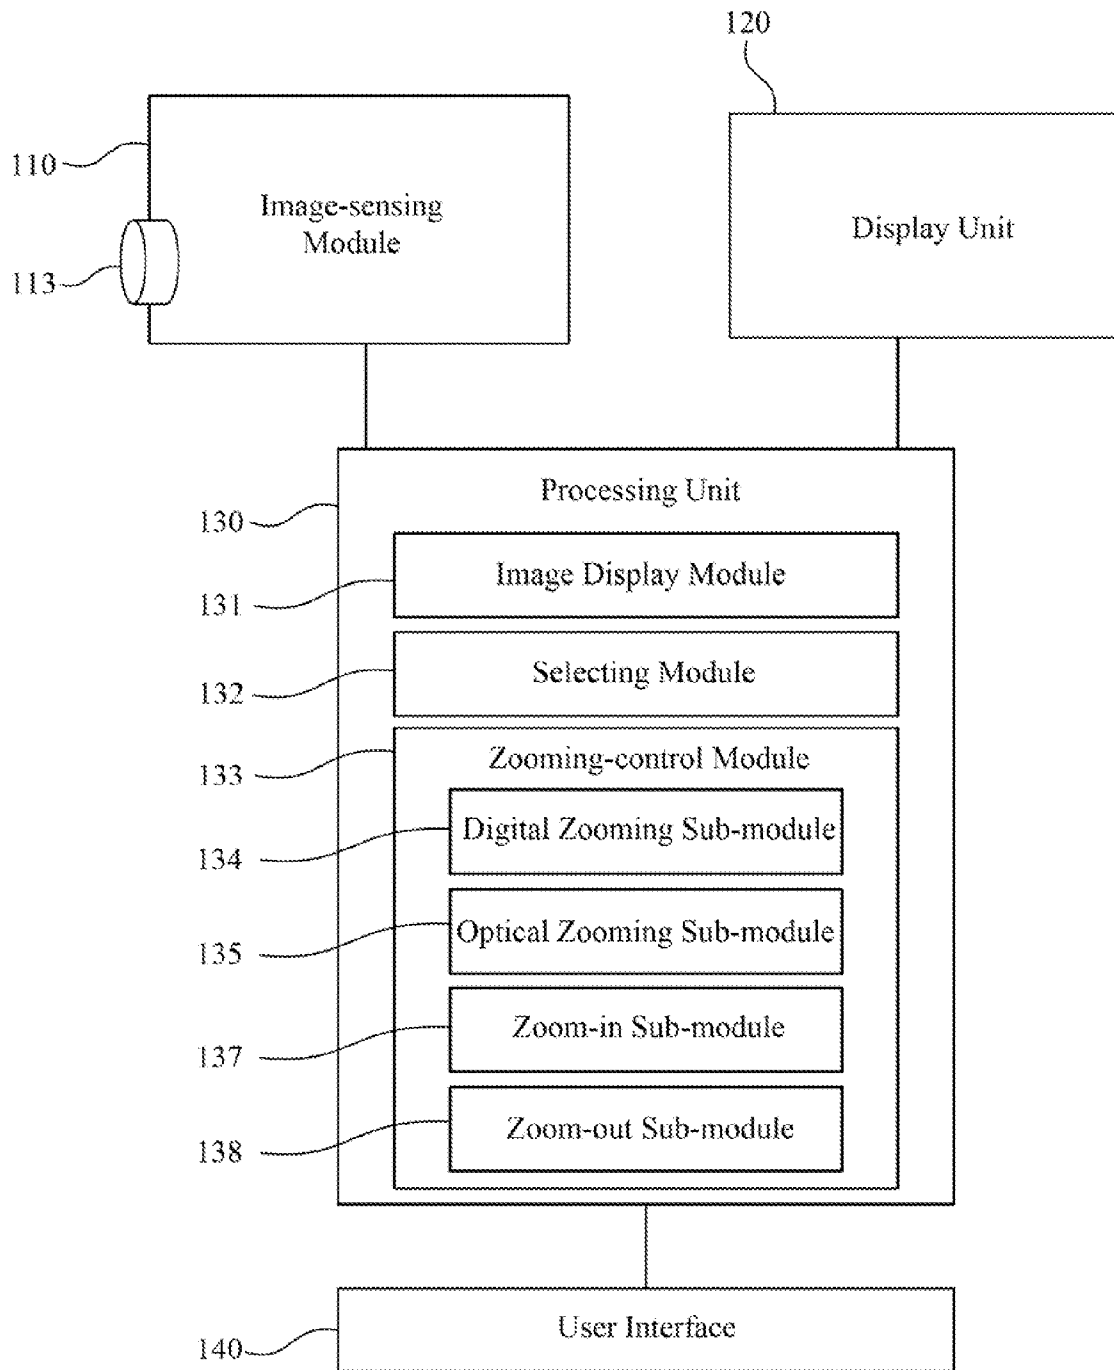 120
110
Image-sensing
Module
Display Unit
113
Processing Unit
130
Image Display Module
131
Selecting Module
132
Zooming-control Module
133
Digital Zooming Sub-module
134
Optical Zooming Sub-module
135
Zoom-in Sub-module
137
Zoom-out Sub-module
138
User Interface
140